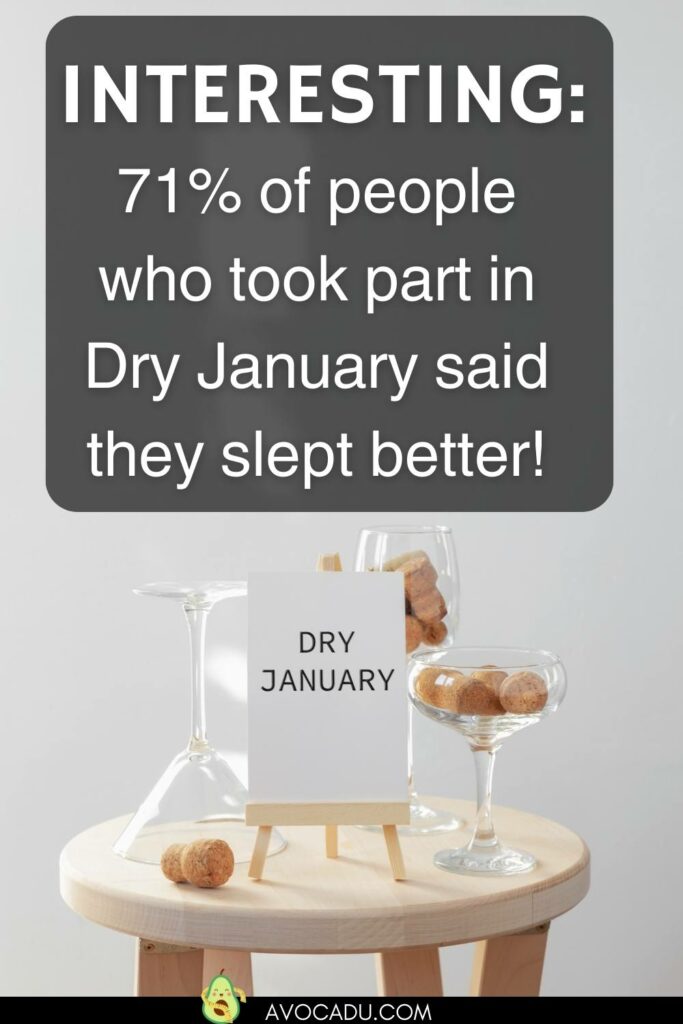 INTERESTING:
71% of people
who took part in
Dry January said
they slept better!
DRY
JANUARY
AVOCADU.COM